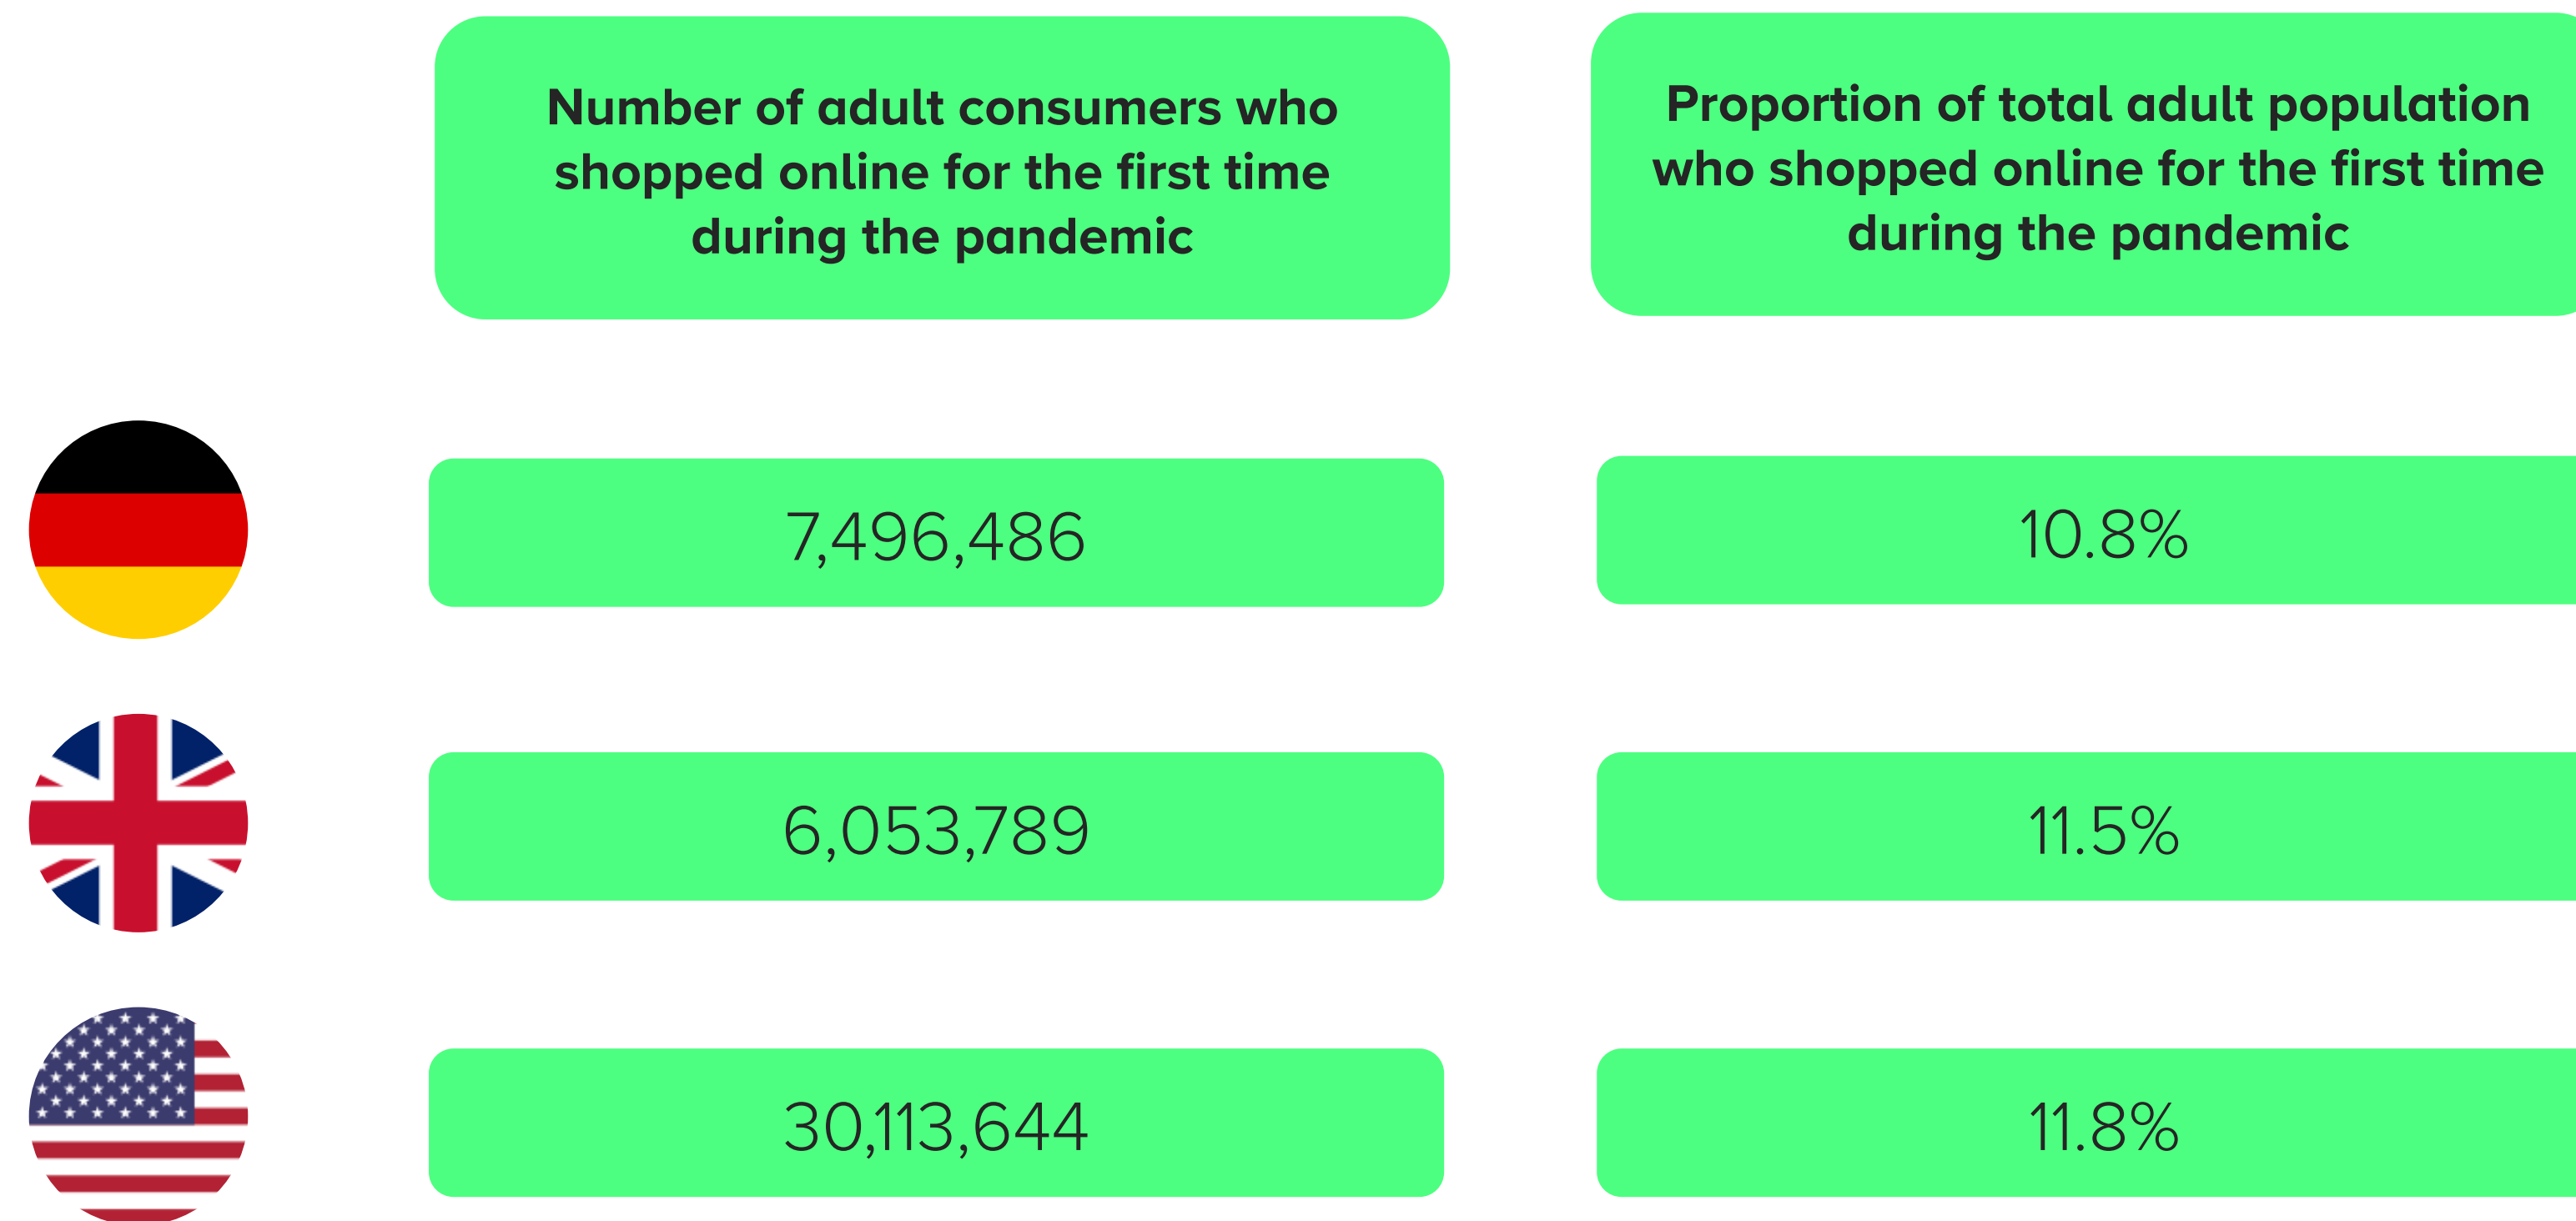 Number of adult consumers who
shopped online for the first time
during the pandemic
Proportion of total adult population
who shopped online for the first time
during the pandemic
7,496,486
10.8%
6,053,789
11.5%
30,113,644
11.8%